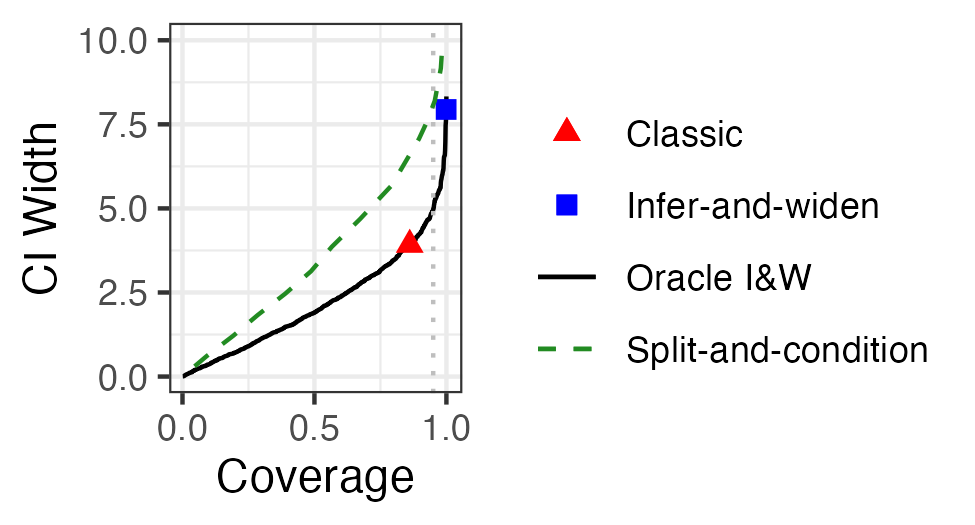 10.0
7.5
5.0
2.5
0.0
CI Width
0.0 0.5 1.0
Coverage
Classic
Infer-and-widen
Oracle I&W
Split-and-condition